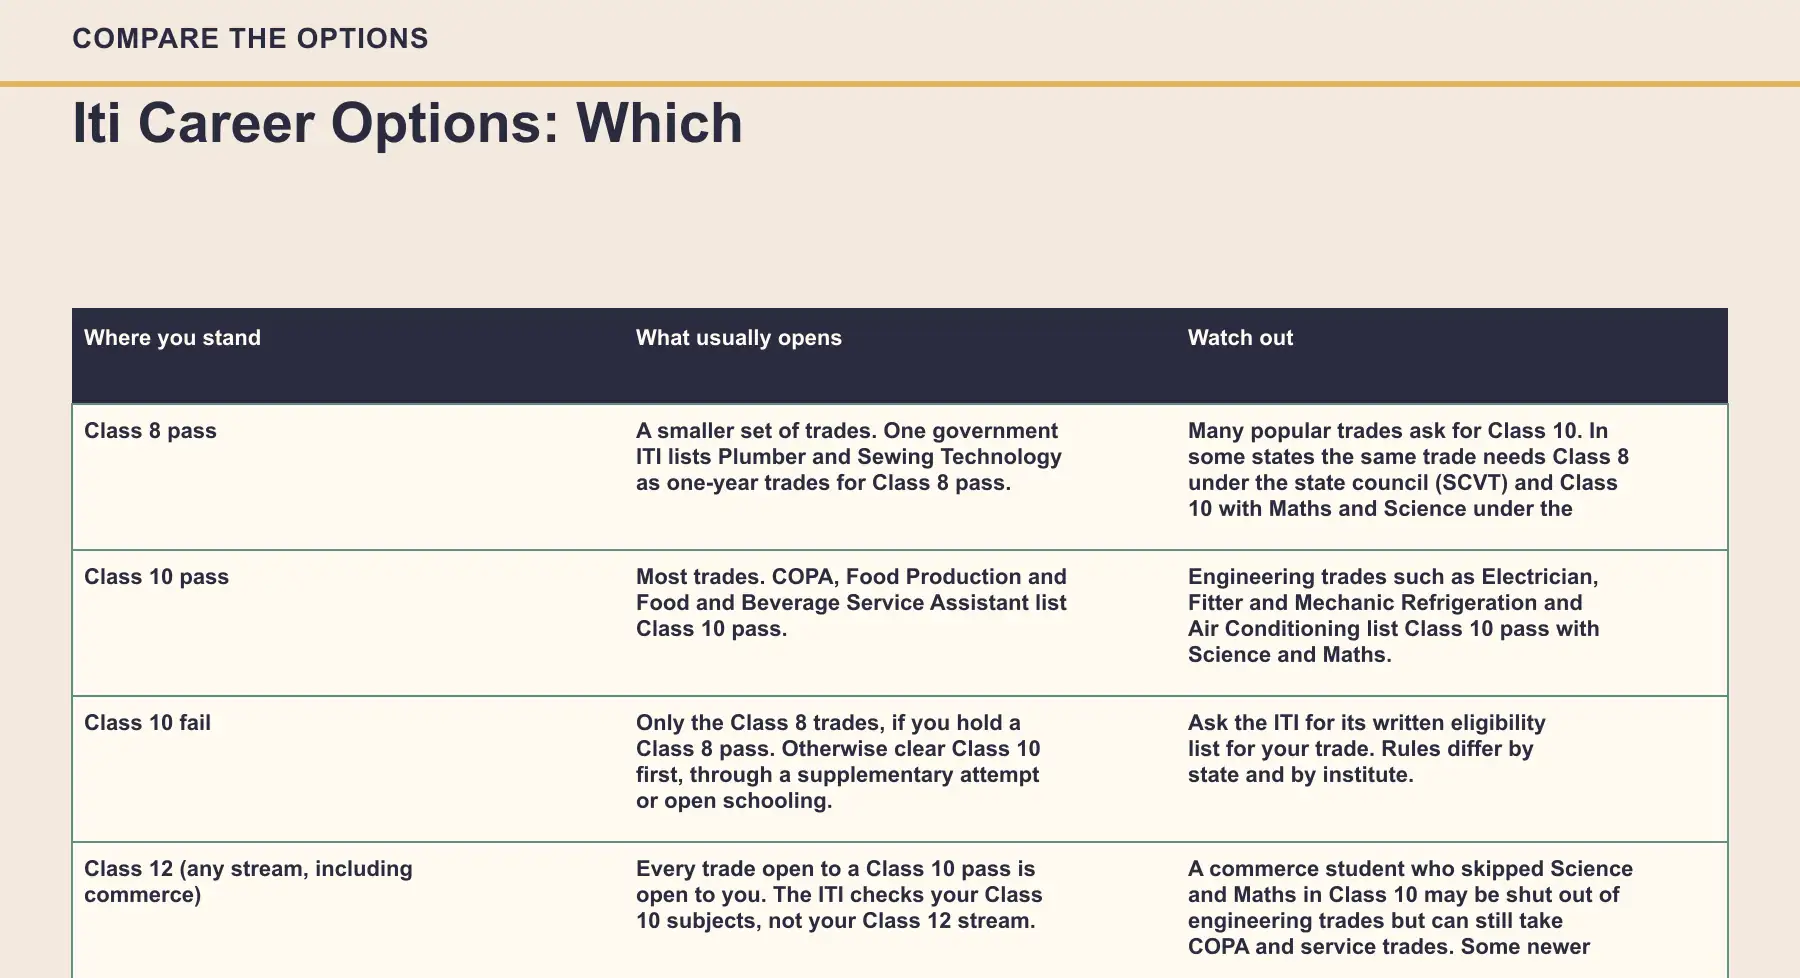 COMPARE THE OPTIONS
Iti Career Options: Which
Where you stand
What usually opens
Watch out
Class 8 pass
A smaller set of trades. One government
ITI lists Plumber and Sewing Technology
as one-year trades for Class 8 pass.
Many popular trades ask for Class 10. In
some states the same trade needs Class 8
under the state council (SCVT) and Class
10 with Maths and Science under the
Class 10 pass
Most trades. COPA, Food Production and
Food and Beverage Service Assistant list
Class 10 pass.
Engineering trades such as Electrician,
Fitter and Mechanic Refrigeration and
Air Conditioning list Class 10 pass with
Science and Maths.
Class 10 fail
Only the Class 8 trades, if you hold a
Class 8 pass. Otherwise clear Class 10
first, through a supplementary attempt
or open schooling.
Ask the ITI for its written eligibility
list for your trade. Rules differ by
state and by institute.
Class 12 (any stream, including
commerce)
Every trade open to a Class 10 pass is
open to you. The ITI checks your Class
10 subjects, not your Class 12 stream.
A commerce student who skipped Science
and Maths in Class 10 may be shut out of
engineering trades but can still take
COPA and service trades. Some newer